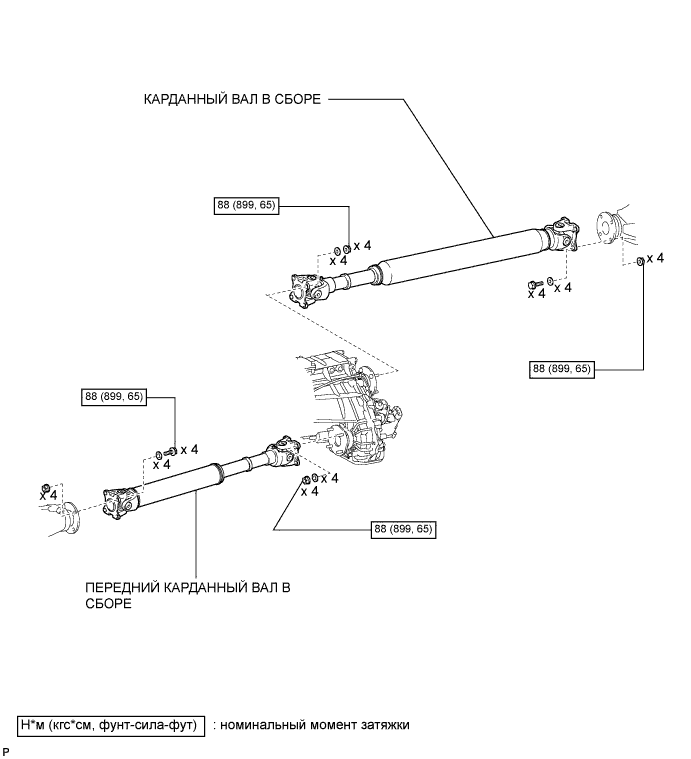 КАРДАННЫЙ ВАЛ В СБОРЕ
88 (899, 65)
x 4
x 4
x 4
x 4
x 4
88 (899, 65)
88 (899, 65)
x 4
x 4
x 4
x 4
x 4
88 (899, 65)
ПЕРЕДНИЙ КАРДАННЫЙ ВАЛ В
СБОРЕ
Н*м (кгс*см, фунт-сила-фут) : номинальный момент затяжки
P